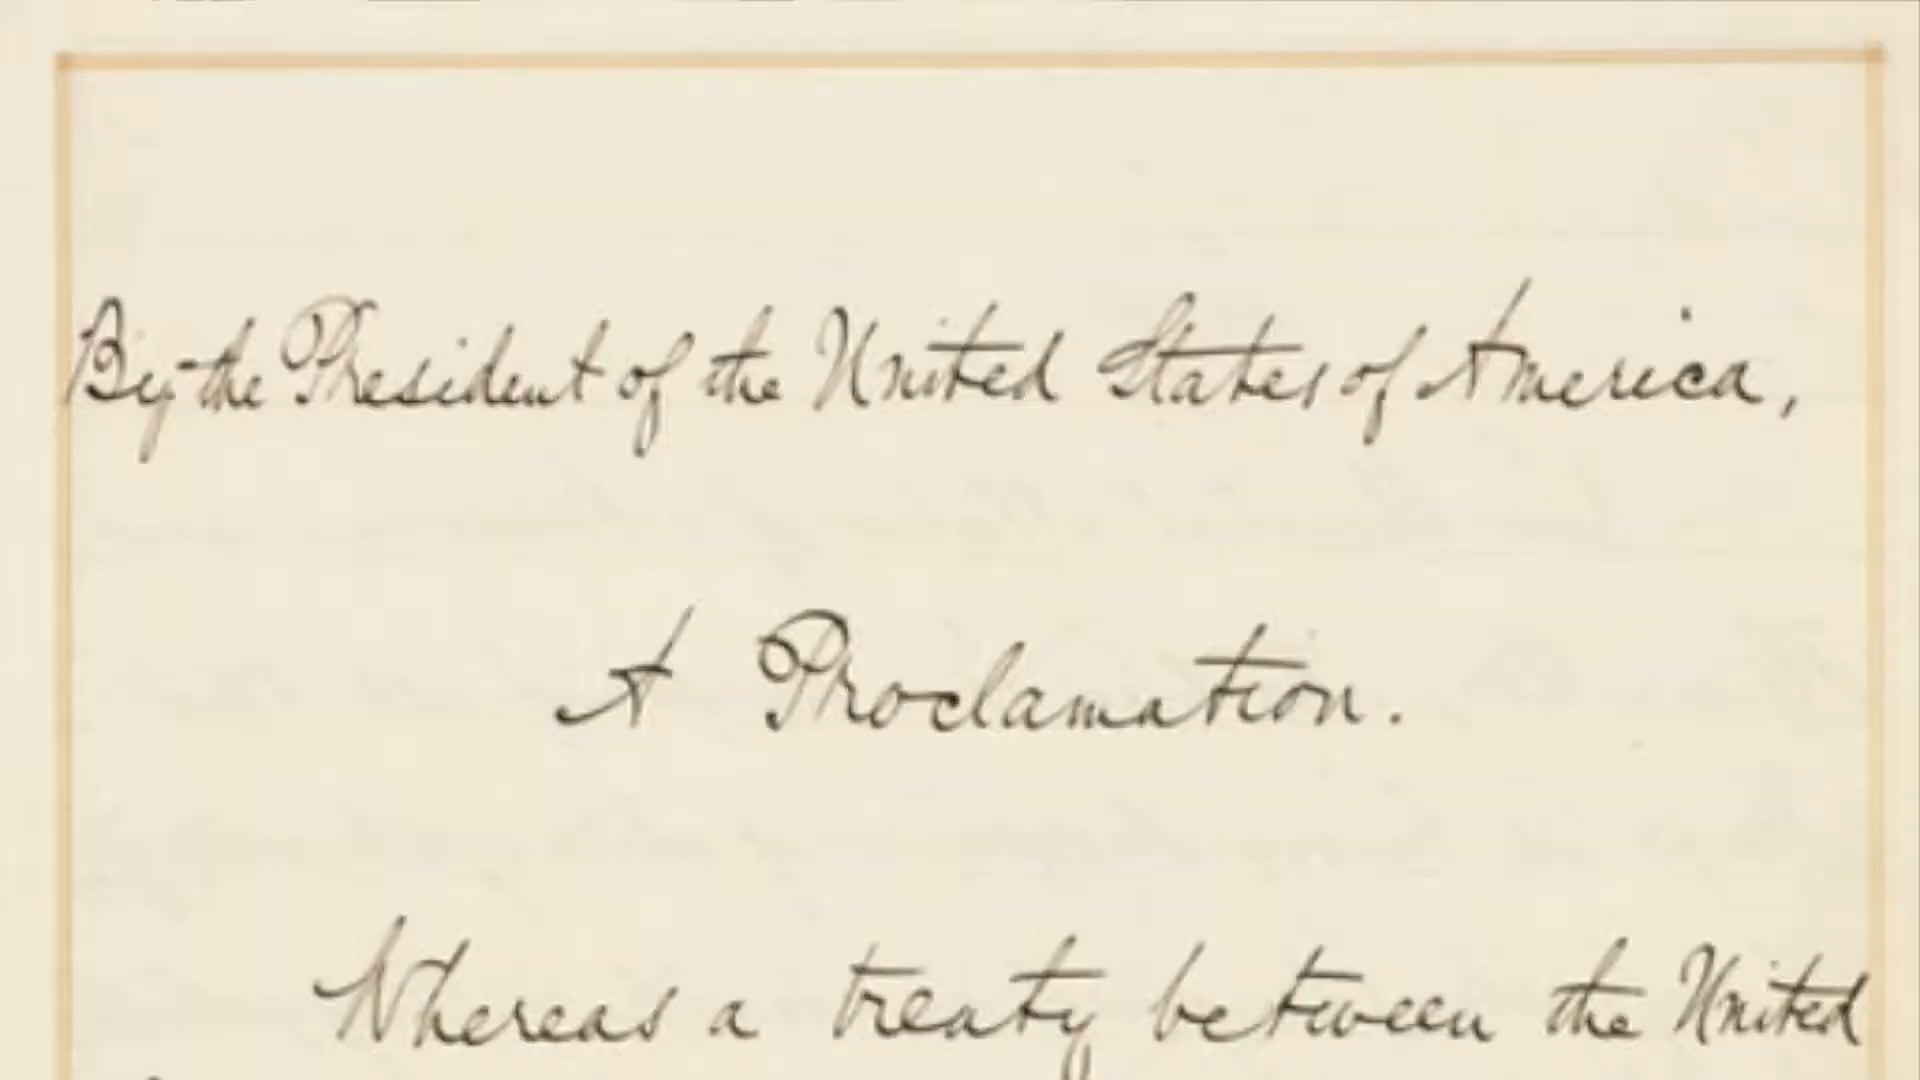 By the President of the United States of America,
A Proclamation.
Whereas a treaty between the United